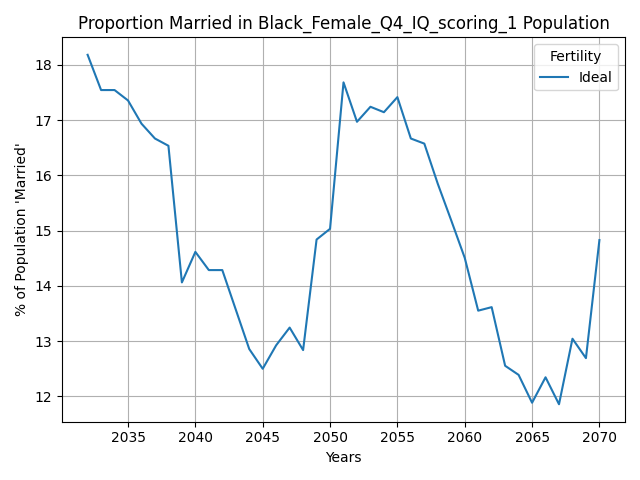 Proportion Married in Black_Female_Q4_IQ_scoring_1 Population
Fertility
Ideal
% of Population 'Married'
18
17
16
15
14
13
12
2035 2040 2045 2050 2055 2060 2065 2070
Years